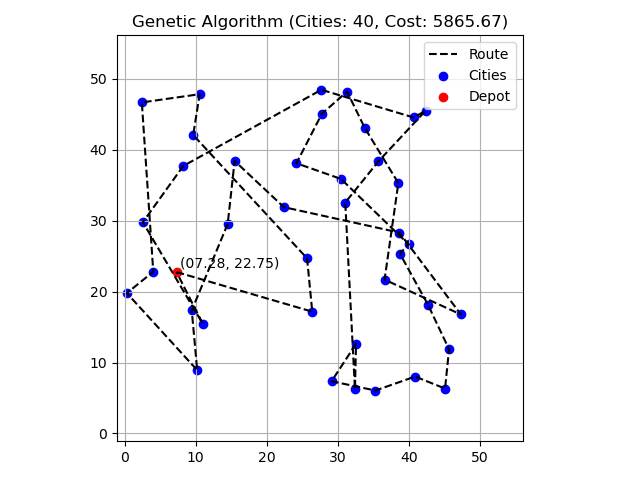 Genetic Algorithm (Cities: 40, Cost: 5865.67)
Route
Cities
Depot
50
40
30
20
10
0
(07.28, 22.75)
0 10 20 30 40 50